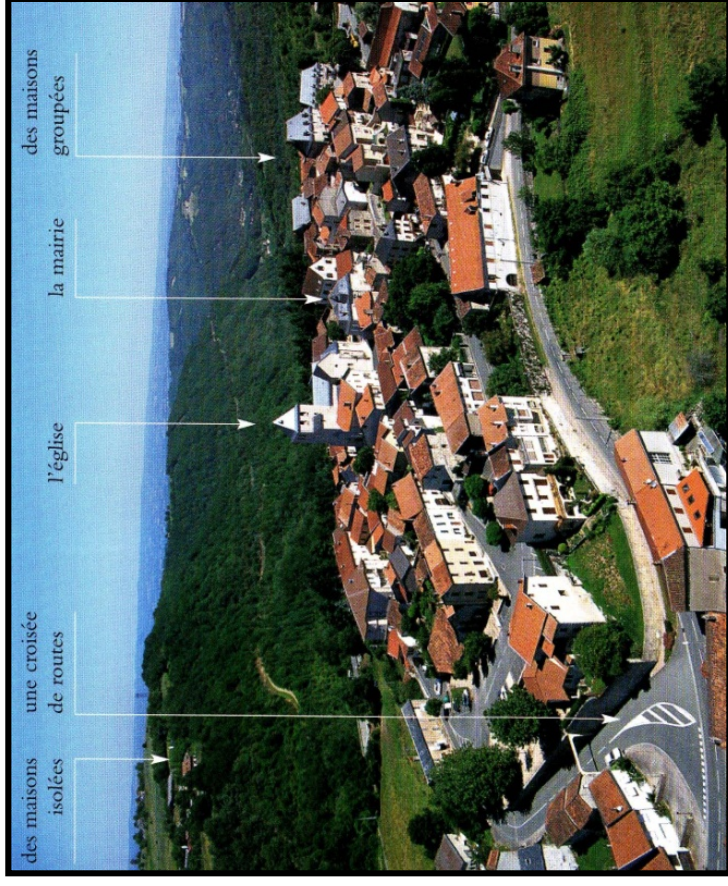 des maisons
isolées
une croisée
de routes
l'église
la mairie
des maisons
groupées